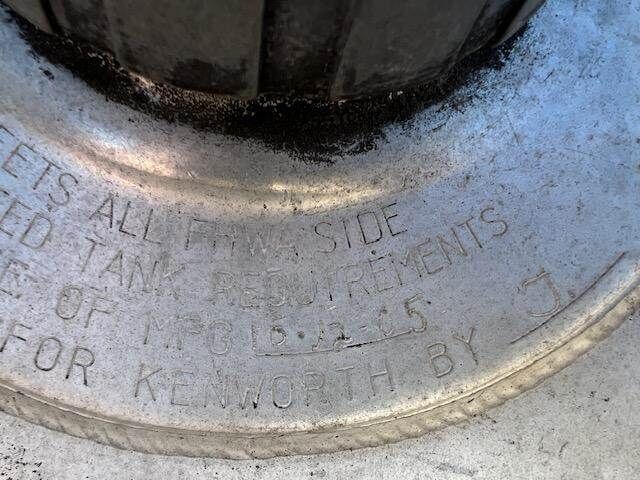 EETS ALL FHWA SIDE
ED TANK REQUIREMENTS
E OF MFG
FOR KENWORTH BY J.